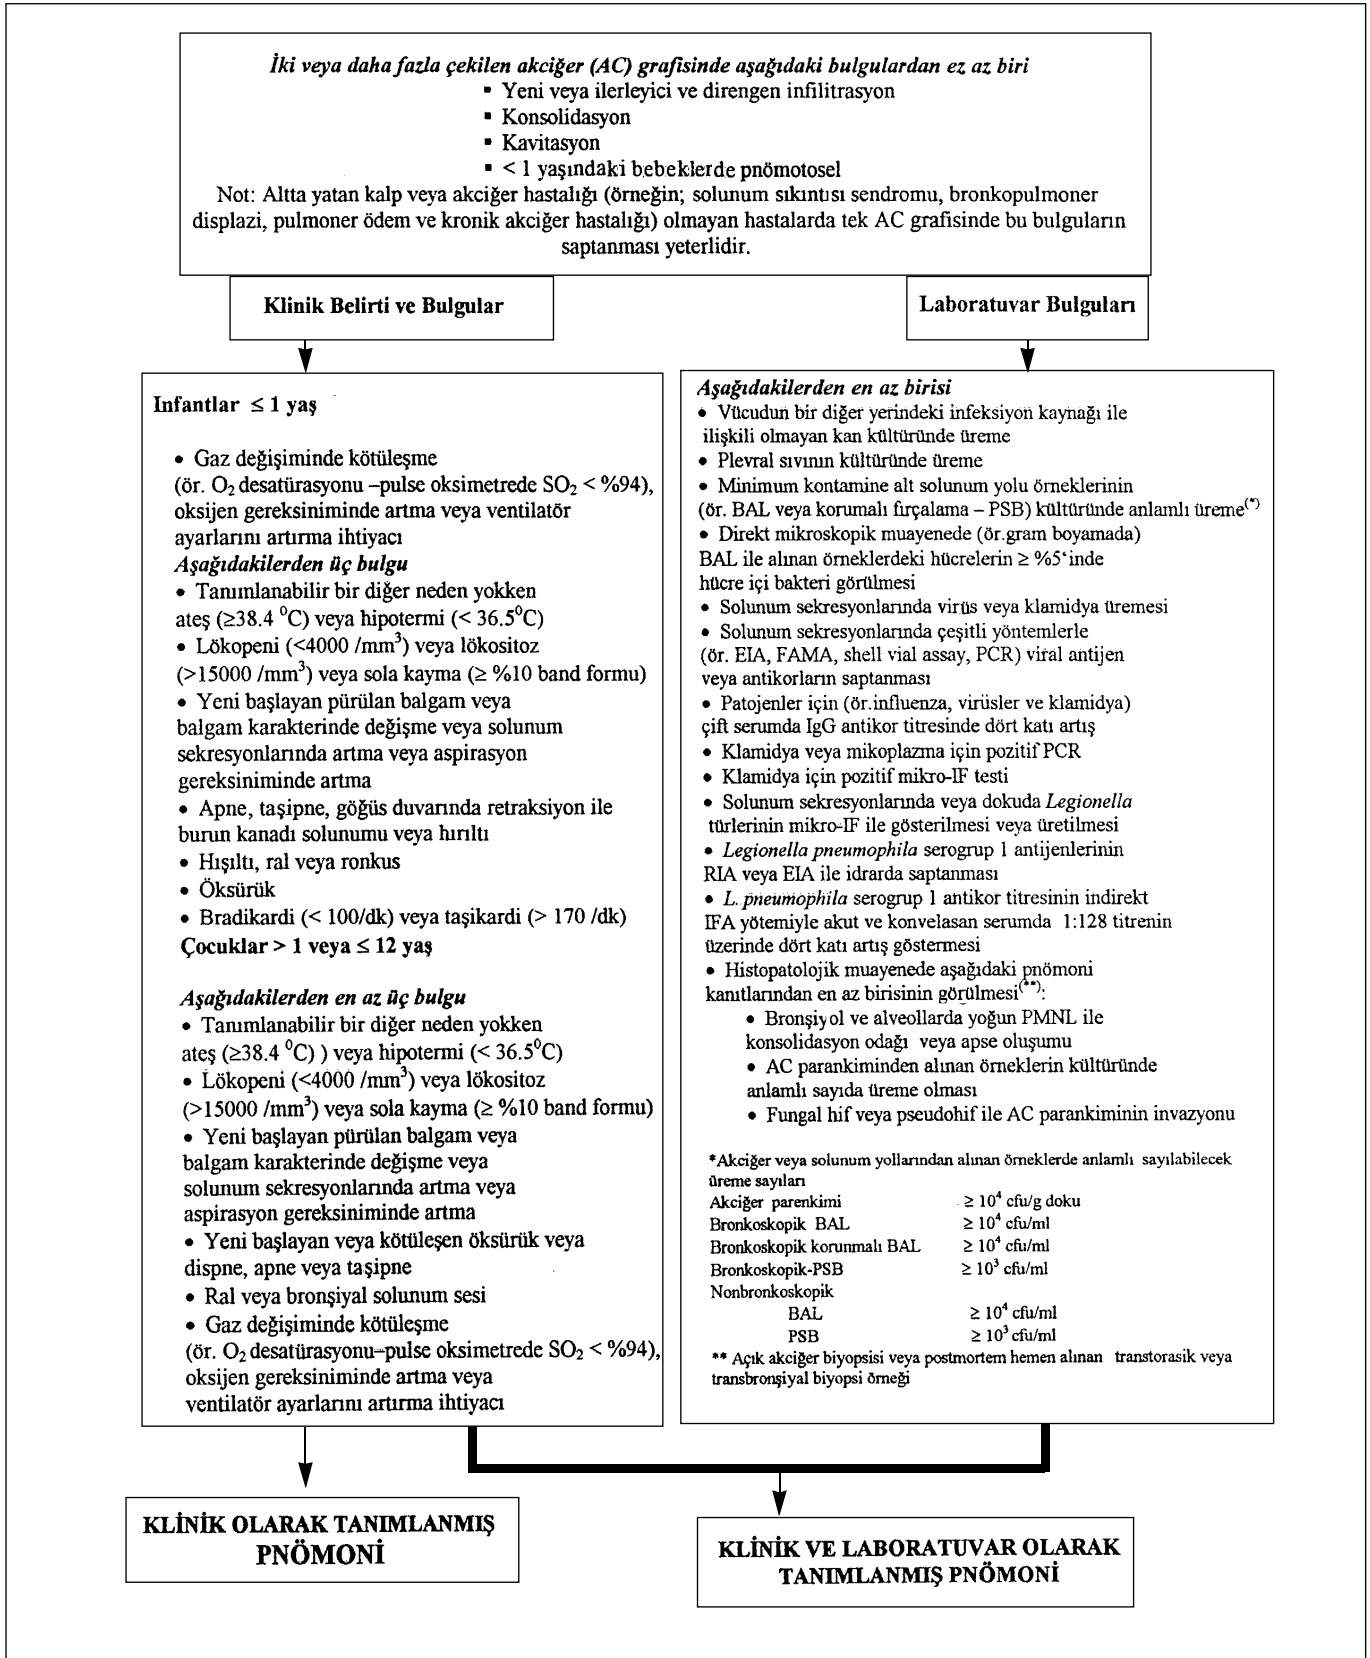 İki veya daha fazla çekilen akciğer (AC) grafisinde aşağıdaki bulgulardan ez az biri
▪ Yeni veya ilerleyici ve direngen infilitrasyon
▪ Konsolidasyon
▪ Kavitasyon
▪ < 1 yaşındaki bebeklerde pnömotosel
Not: Altta yatan kalp veya akciğer hastalığı (örneğin; solunum sıkıntısı sendromu, bronkopulmoner
displazi, pulmoner ödem ve kronik akciğer hastalığı) olmayan hastalarda tek AC grafisinde bu bulguların
saptanması yeterlidir.
Klinik Belirti ve Bulgular
Infantlar ≤ 1 yaş
• Gaz değişiminde kötüleşme
(ör. O₂ desatürasyonu –pulse oksimetrede SO₂ < %94),
oksijen gereksiniminde artma veya ventilatör
ayarlarını artırma ihtiyacı
Aşağıdakilerden üç bulgu
• Tanımlanabilir bir diğer neden yokken
ateş (≥38.4 ⁰C) veya hipotermi (< 36.5⁰C)
• Lökopeni (<4000 /mm³) veya lökositoz
(>15000 /mm³) veya sola kayma (≥ %10 band formu)
• Yeni başlayan pürülan balgam veya
balgam karakterinde değişme veya solunum
sekresyonlarında artma veya aspirasyon
gereksiniminde artma
• Apne, taşipne, göğüs duvarında retraksiyon ile
burun kanadı solunumu veya hırıltı
• Hışıltı, ral veya ronkus
• Öksürük
• Bradikardi (< 100/dk) veya taşikardi (> 170 /dk)
Çocuklar > 1 veya ≤ 12 yaş
Aşağıdakilerden en az üç bulgu
• Tanımlanabilir bir diğer neden yokken
ateş (≥38.4 ⁰C) ) veya hipotermi (< 36.5⁰C)
• Lökopeni (<4000 /mm³) veya lökositoz
(>15000 /mm³) veya sola kayma (≥ %10 band formu)
• Yeni başlayan pürülan balgam veya
balgam karakterinde değişme veya
solunum sekresyonlarında artma veya
aspirasyon gereksiniminde artma
• Yeni başlayan veya kötüleşen öksürük veya
dispne, apne veya taşipne
• Ral veya bronşiyal solunum sesi
• Gaz değişiminde kötüleşme
(ör. O₂ desatürasyonu–pulse oksimetrede SO₂ < %94),
oksijen gereksiniminde artma veya
ventilatör ayarlarını artırma ihtiyacı
Laboratuvar Bulguları
Aşağıdakilerden en az birisi
• Vücudun bir diğer yerindeki infeksiyon kaynağı ile
ilişkili olmayan kan kültüründe üreme
• Plevral sıvının kültüründe üreme
• Minimum kontamine alt solunum yolu örneklerinin
(ör. BAL veya korumalı fırçalama – PSB) kültüründe anlamlı üreme(*)
• Direkt mikroskopik muayenede (ör.gram boyamada)
BAL ile alınan örneklerdeki hücrelerin ≥ %5‘inde
hücre içi bakteri görülmesi
• Solunum sekresyonlarında virüs veya klamidya üremesi
• Solunum sekresyonlarında çeşitli yöntemlerle
(ör. EIA, FAMA, shell vial assay, PCR) viral antijen
veya antikorların saptanması
• Patojenler için (ör.influenza, virüsler ve klamidya)
çift serumda IgG antikor titresinde dört katı artış
• Klamidya veya mikoplazma için pozitif PCR
• Klamidya için pozitif mikro-IF testi
• Solunum sekresyonlarında veya dokuda Legionella
türlerinin mikro-IF ile gösterilmesi veya üretilmesi
• Legionella pneumophila serogrup 1 antijenlerinin
RIA veya EIA ile idrarda saptanması
• L. pneumophila serogrup 1 antikor titresinin indirekt
IFA yötemiyle akut ve konvelasan serumda 1:128 titrenin
üzerinde dört katı artış göstermesi
• Histopatolojik muayenede aşağıdaki pnömoni
kanıtlarından en az birisinin görülmesi(**):
• Bronşiyol ve alveollarda yoğun PMNL ile
konsolidasyon odağı veya apse oluşumu
• AC parankiminden alınan örneklerin kültüründe
anlamlı sayıda üreme olması
• Fungal hif veya pseudohif ile AC parankiminin invazyonu
*Akciğer veya solunum yollarından alınan örneklerde anlamlı sayılabilecek
üreme sayıları
Akciğer parenkimi ≥ 10⁴ cfu/g doku
Bronkoskopik BAL ≥ 10⁴ cfu/ml
Bronkoskopik korunmalı BAL ≥ 10⁴ cfu/ml
Bronkoskopik-PSB ≥ 10³ cfu/ml
Nonbronkoskopik
BAL ≥ 10⁴ cfu/ml
PSB ≥ 10³ cfu/ml
** Açık akciğer biyopsisi veya postmortem hemen alınan transtorasik veya
transbronşiyal biyopsi örneği
KLİNİK OLARAK TANIMLANMIŞ
PNÖMONİ
KLİNİK VE LABORATUVAR OLARAK
TANIMLANMIŞ PNÖMONİ